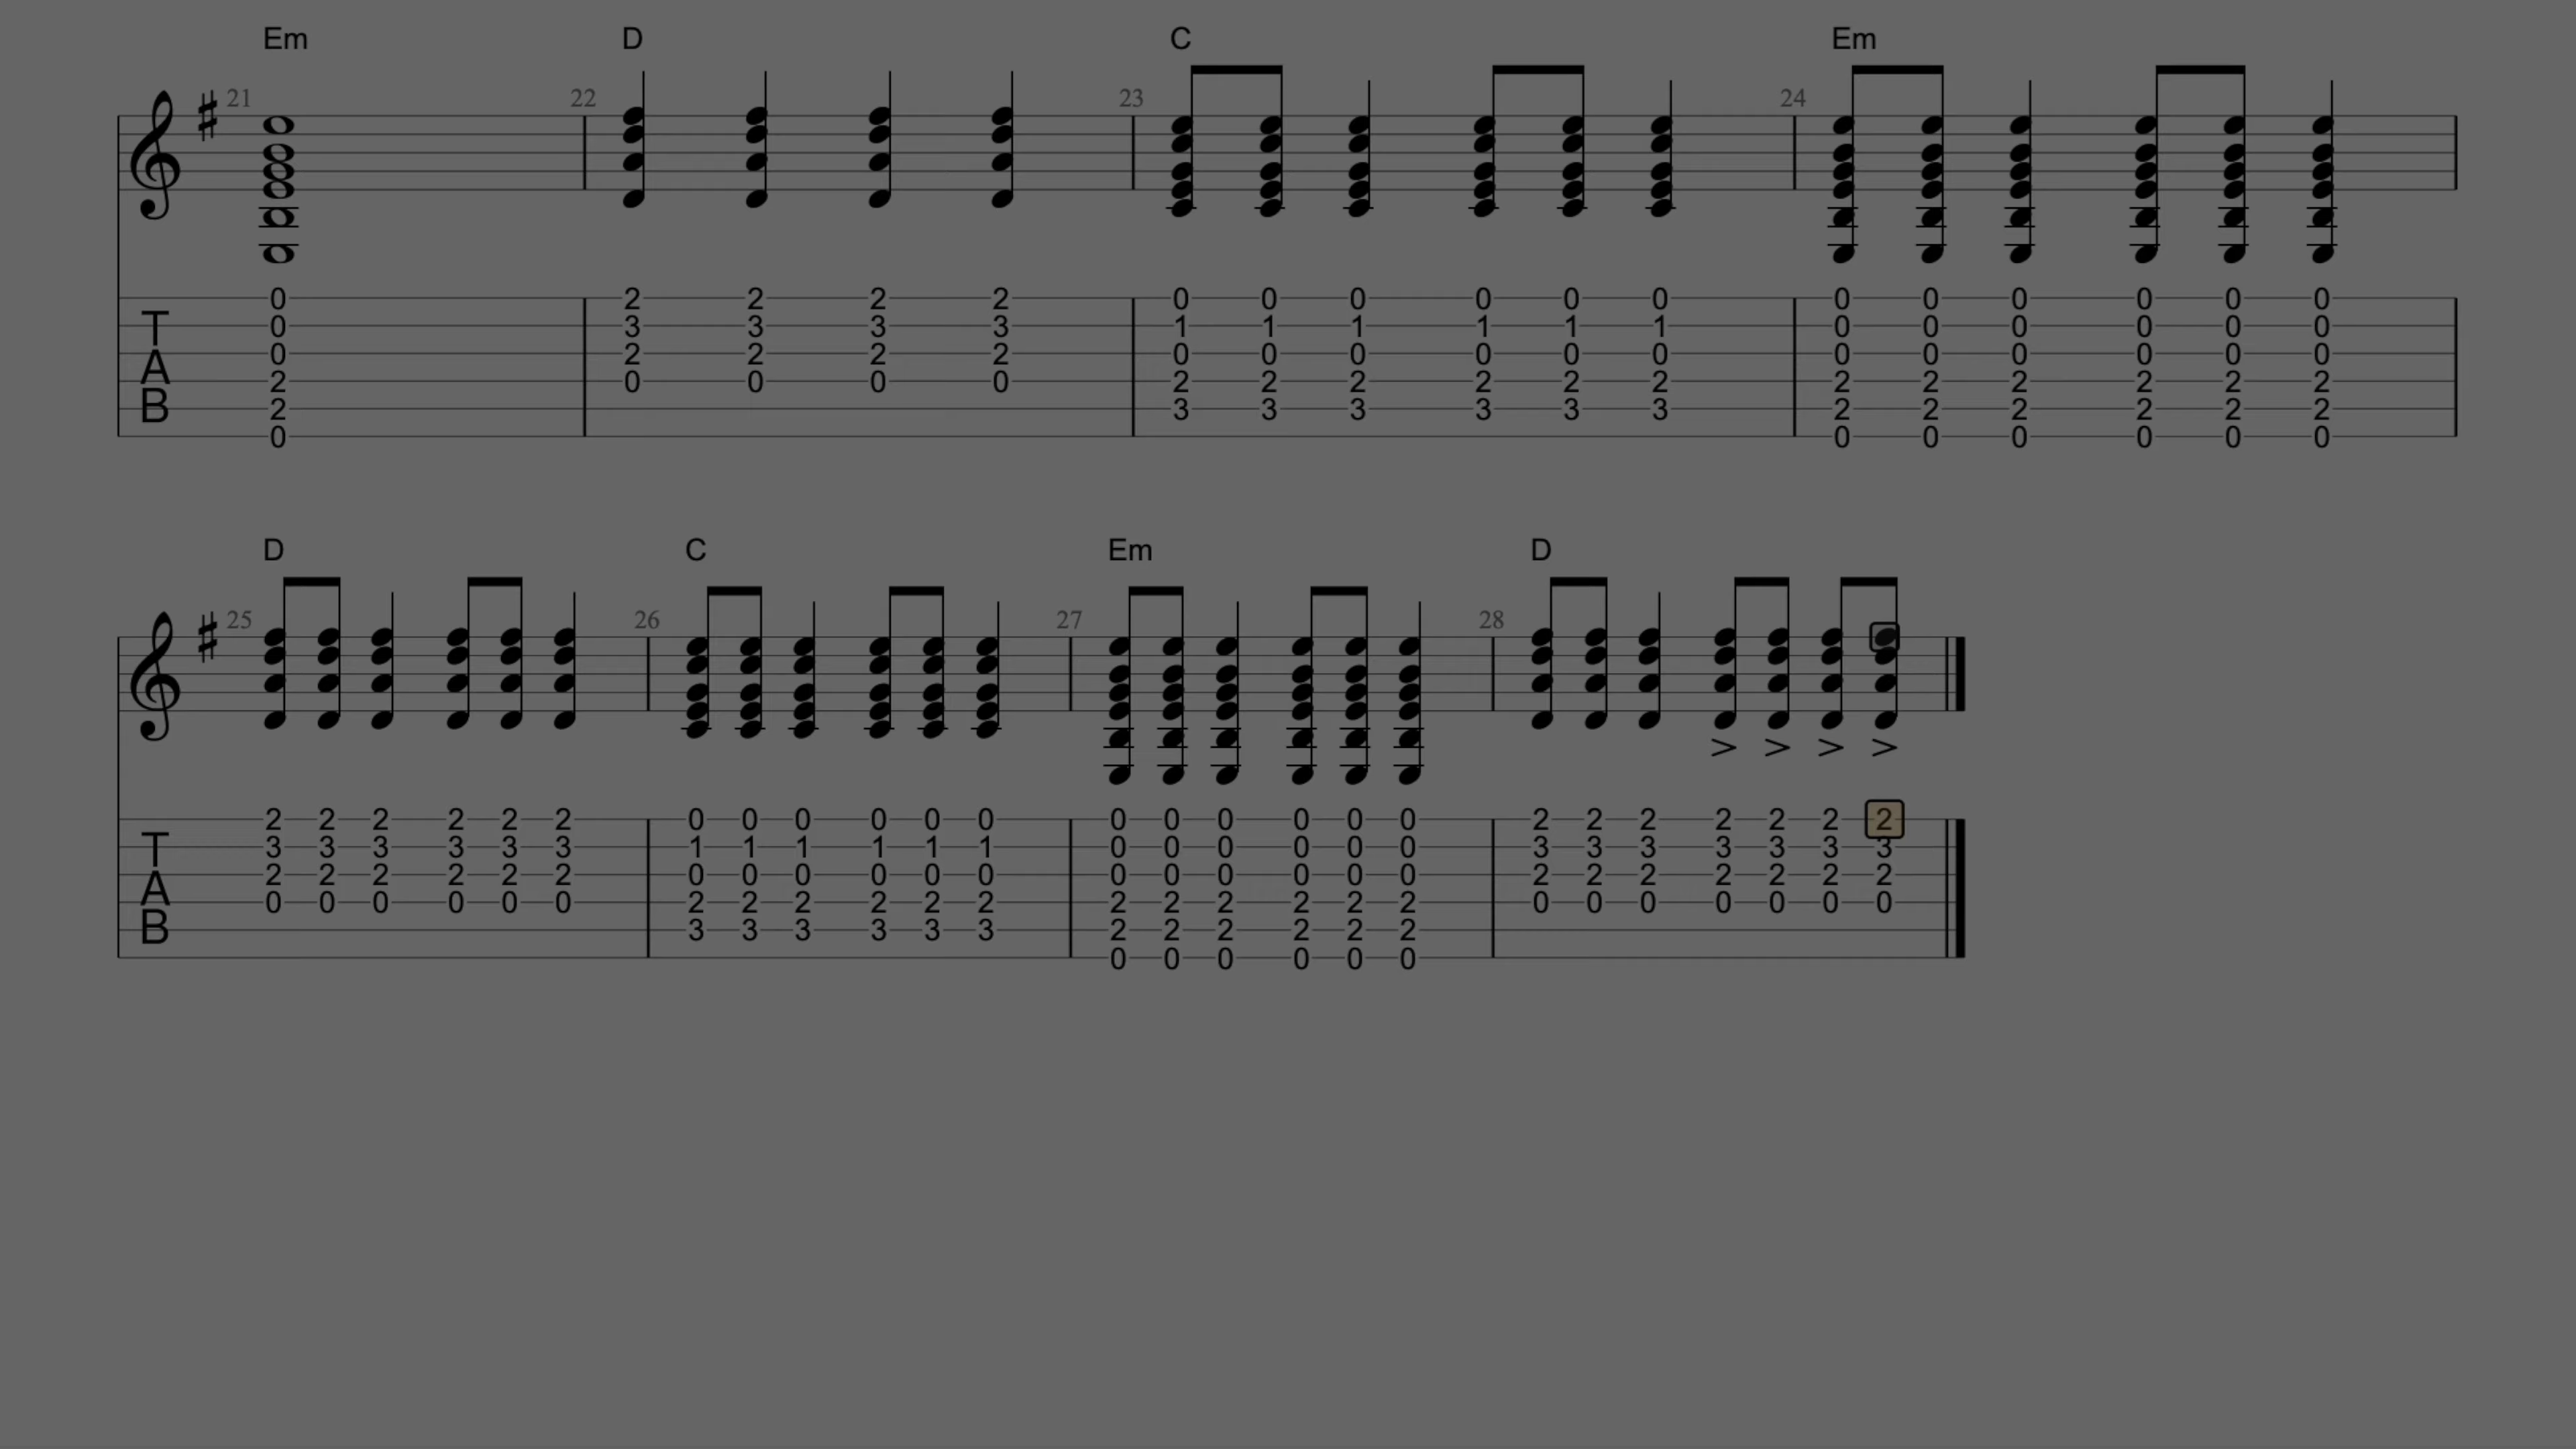 Em D C Em
21 22 23 24
0 2 2 2 2 0 0 0 0 0 0 0 0 0 0 0 0
T 0 3 3 3 3 1 1 1 1 1 1 0 0 0 0 0 0
A 0 2 2 2 2 0 0 0 0 0 0 0 0 0 0 0 0
2 0 0 0 0 2 2 2 2 2 2 2 2 2 2 2 2
B 2 3 3 3 3 3 3 2 2 2 2 2 2
0 0 0 0 0 0 0
D C Em D
25 26 27 28
> > > >
2 2 2 2 2 2 0 0 0 0 0 0 0 0 0 0 0 0 2 2 2 2 2 2 2
T 3 3 3 3 3 3 1 1 1 1 1 1 0 0 0 0 0 0 3 3 3 3 3 3 3
A 2 2 2 2 2 2 0 0 0 0 0 0 0 0 0 0 0 0 2 2 2 2 2 2 2
0 0 0 0 0 0 2 2 2 2 2 2 2 2 2 2 2 2 0 0 0 0 0 0 0
B 3 3 3 3 3 3 2 2 2 2 2 2
0 0 0 0 0 0